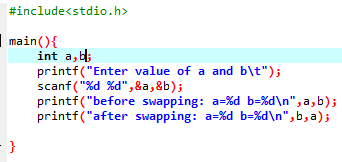 #include<stdio.h>
main(){
int a,b;
printf("Enter value of a and b\t");
scanf("%d %d",&a,&b);
printf("before swapping: a=%d b=%d\n",a,b);
printf("after swapping: a=%d b=%d\n",b,a);
}